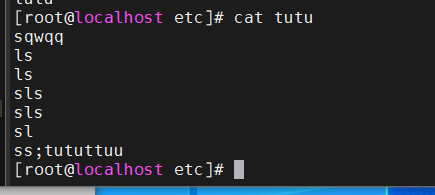 [root@localhost etc]# cat tutu
sqwqq
ls
ls
sls
sls
sl
ss;tututtuu
[root@localhost etc]#